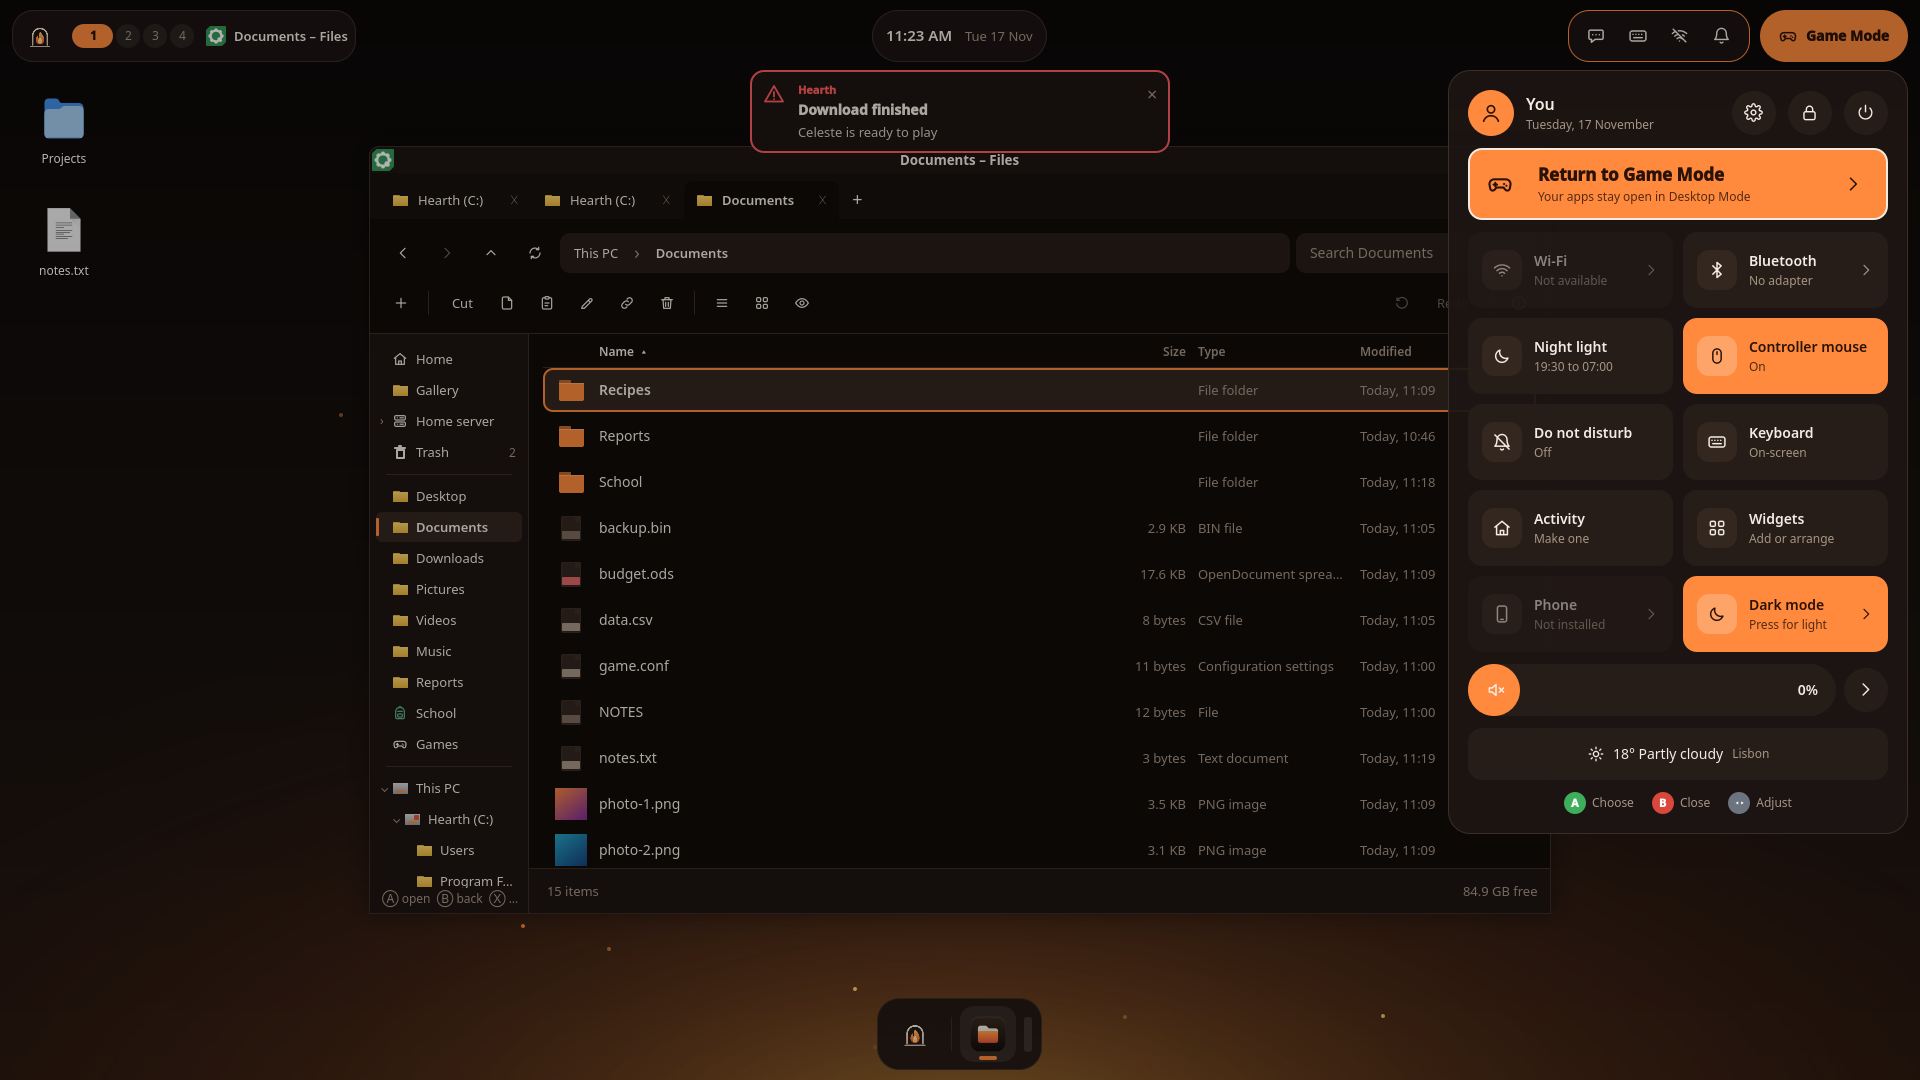 1 2 3 4 Documents – Files
11:23 AM Tue 17 Nov
Game Mode
Projects
notes.txt
Hearth
Download finished
Celeste is ready to play
Documents – Files
Hearth (C:) X Hearth (C:) X Documents X +
This PC › Documents
Search Documents
Cut
Re
Home
Gallery
Home server
Trash 2
Desktop
Documents
Downloads
Pictures
Videos
Music
Reports
School
Games
This PC
Hearth (C:)
Users
Program F...
A open B back X ...
Name Size Type Modified
Recipes File folder Today, 11:09
Reports File folder Today, 10:46
School File folder Today, 11:18
backup.bin 2.9 KB BIN file Today, 11:05
budget.ods 17.6 KB OpenDocument sprea... Today, 11:09
data.csv 8 bytes CSV file Today, 11:05
game.conf 11 bytes Configuration settings Today, 11:00
NOTES 12 bytes File Today, 11:00
notes.txt 3 bytes Text document Today, 11:19
photo-1.png 3.5 KB PNG image Today, 11:09
photo-2.png 3.1 KB PNG image Today, 11:09
15 items 84.9 GB free
You
Tuesday, 17 November
Return to Game Mode
Your apps stay open in Desktop Mode
Wi-Fi
Not available
Bluetooth
No adapter
Night light
19:30 to 07:00
Controller mouse
On
Do not disturb
Off
Keyboard
On-screen
Activity
Make one
Widgets
Add or arrange
Phone
Not installed
Dark mode
Press for light
0%
18° Partly cloudy Lisbon
A Choose B Close Adjust